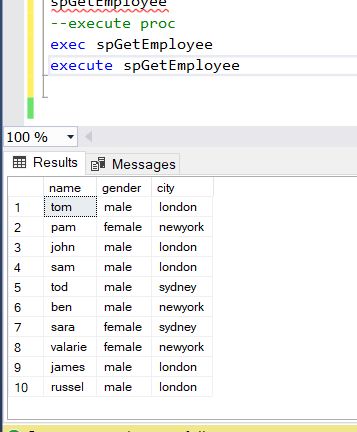 spGetEmployee
--execute proc
exec spGetEmployee
execute spGetEmployee
100 %
Results Messages
name gender city
1 tom male london
2 pam female newyork
3 john male london
4 sam male london
5 tod male sydney
6 ben male newyork
7 sara female sydney
8 valarie female newyork
9 james male london
10 russel male london